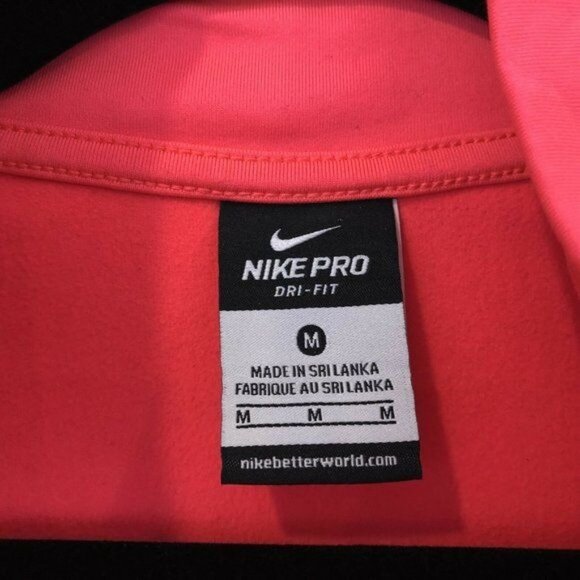 NIKE PRO
DRI-FIT
M
MADE IN SRI LANKA
FABRIQUE AU SRI LANKA
M M M
nikebetterworld.com